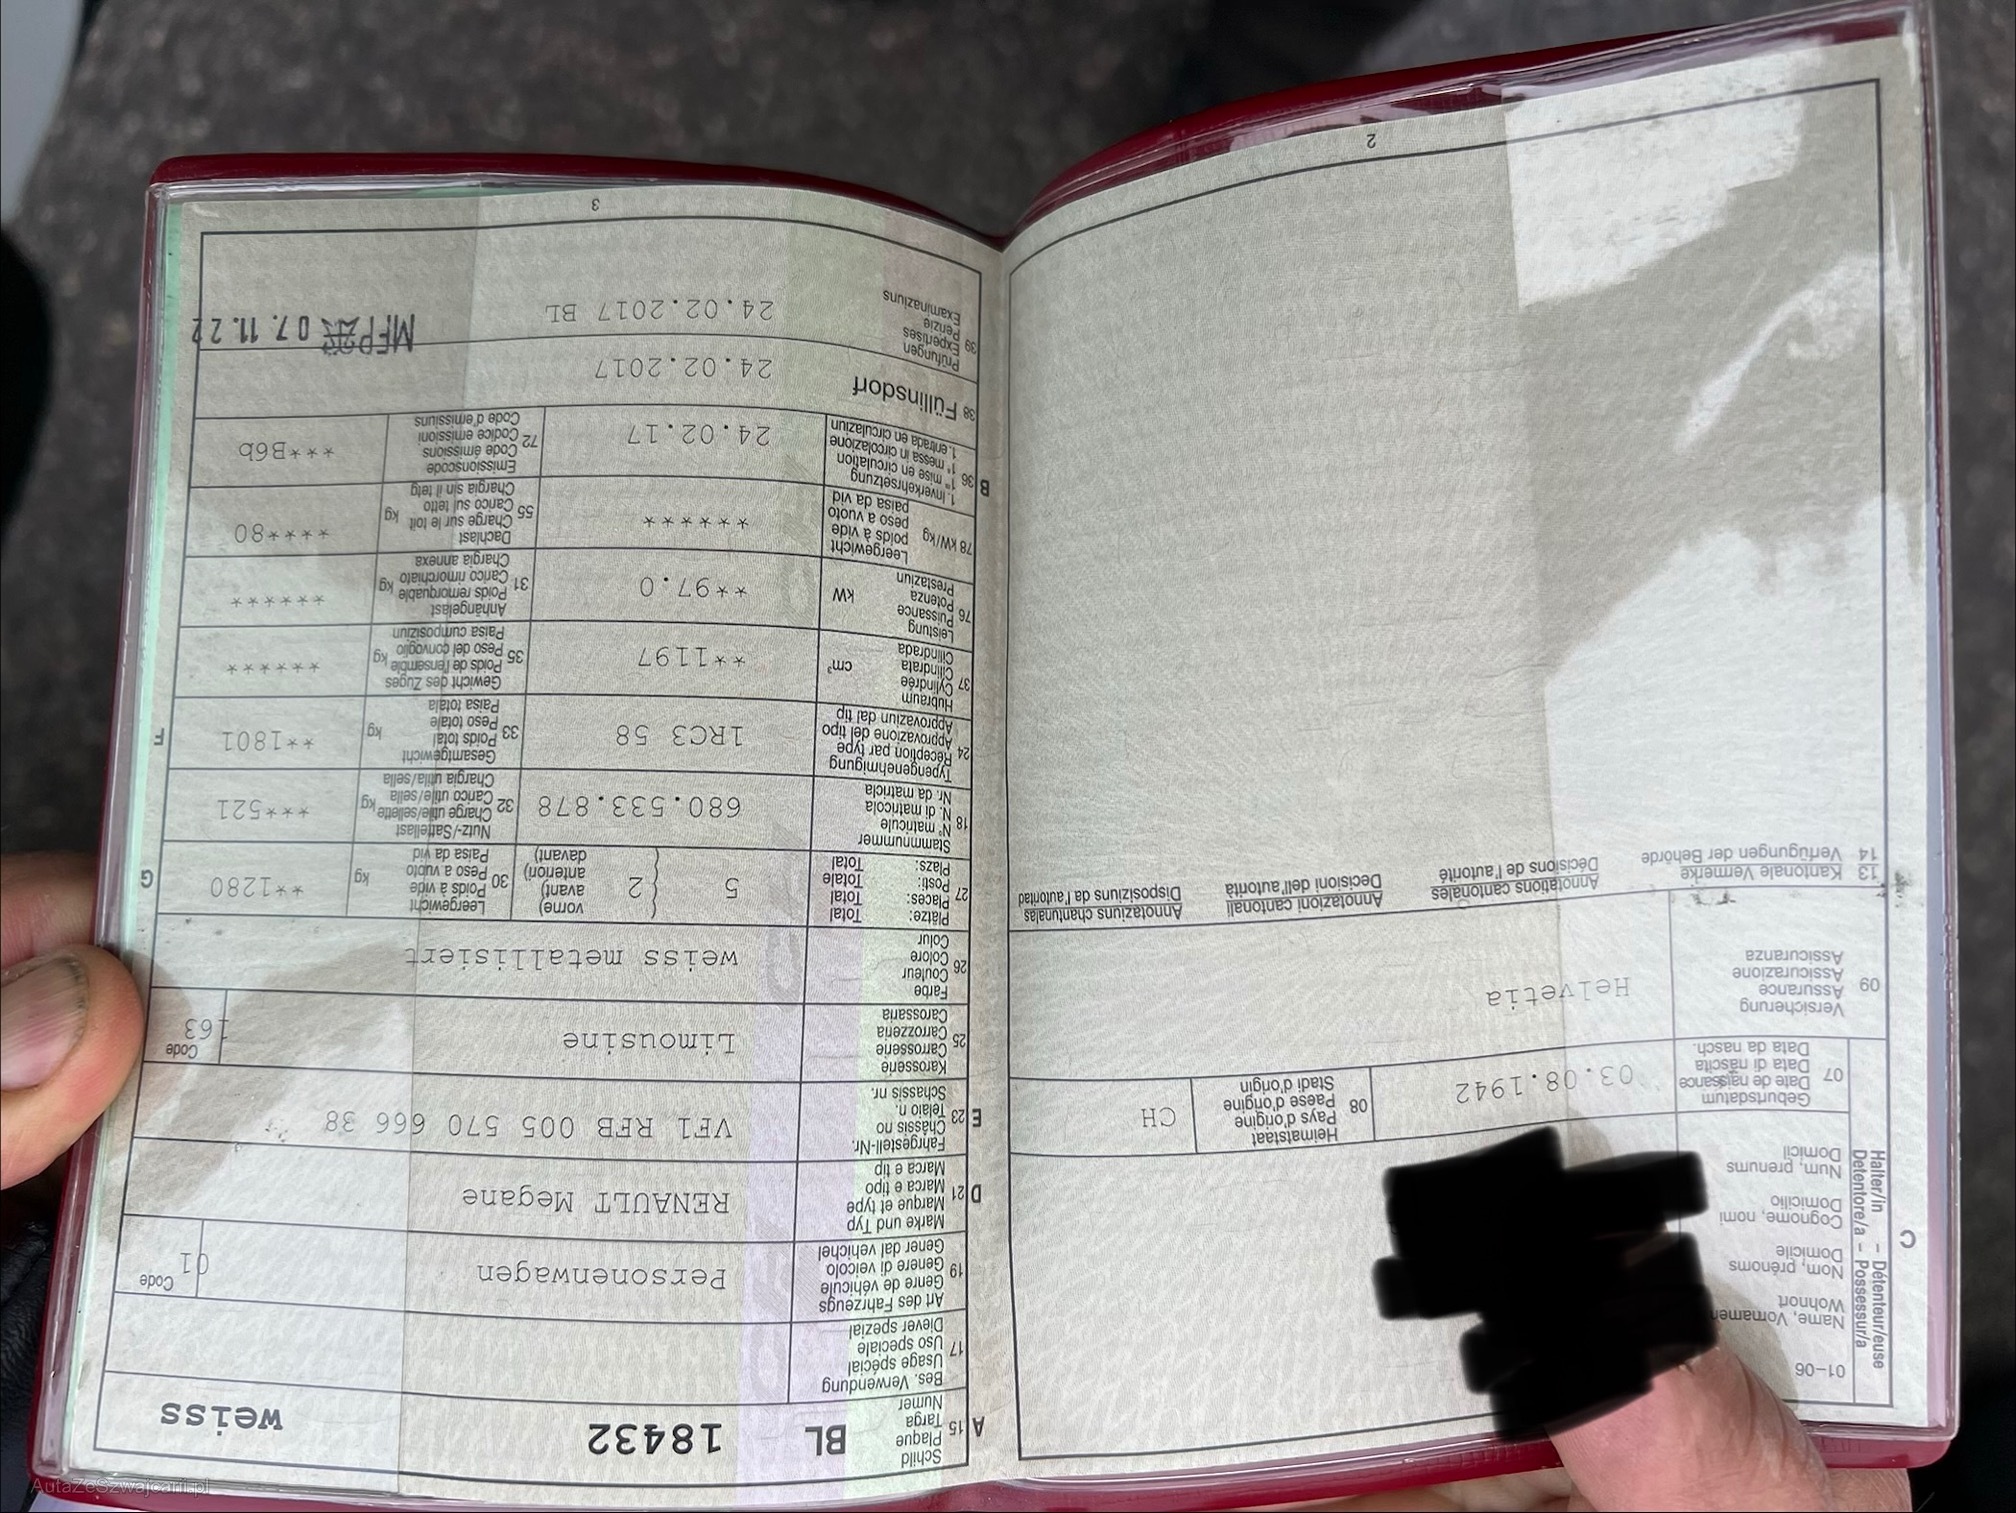 A 15 Schild
Plaque
Targa
Numer
BL 18432 weiss
17 Bes. Verwendung
Usage spécial
Uso speciale
Diever spezial
19 Art des Fahrzeugs
Genre de véhicule
Genere di veicolo
Gener dal vehichel
Personenwagen
Code
01
D 21 Marke und Typ
Marque et type
Marca e tipo
Marca e tip
RENAULT Megane
E 23 Fahrgestell-Nr.
Châssis no
Telaio n.
Schassis nr.
VF1 RFB 005 570 666 38
25 Karosserie
Carrosserie
Carrozzeria
Carossaria
Limousine
Code
163
26 Farbe
Couleur
Colore
Colur
weiss metallisiert
27 Plätze: Total
Places: Total
Posti: Totale
Plazs: Total
5
2
vorne)
avant)
anteriori)
davant)
G
30 Leergewicht
Poids à vide
Peso a vuoto
Paisa da vid
kg
**1280
18 Stammnummer
N° matricule
N. di matricola
Nr. da matricla
680.533.878
32 Nutz-/Sattellast
Charge utile/sellette
Carico utile/sella
Chargia utila/sella
kg
***521
24 Typengenehmigung
Réception par type
Approvazione del tipo
Approvaziun dal tip
1RC3 58
F
33 Gesamtgewicht
Poids total
Peso totale
Paisa totala
kg
**1801
37 Hubraum
Cylindrée
Cilindrata
Cilindrada
cm³
**1197
35 Gewicht des Zuges
Poids de l'ensemble
Peso del convoglio
Paisa cumposiziun
kg
******
76 Leistung
Puissance
Potenza
Prestaziun
kW
**97.0
31 Anhängelast
Poids remorquable
Carico rimorchiato
Chargia annexa
kg
******
78 kW/kg
Leergewicht
poids à vide
peso a vuoto
paisa da vid
******
55 Dachlast
Charge sur le toit
Carico sul tetto
Chargia sin il tetg
kg
****80
B 36 1. Inverkehrsetzung
1re mise en circulation
1a messa in circolazione
1. entrada en circulaziun
24.02.17
72 Emissionscode
Code émissions
Codice emissioni
Code d'emissiuns
***B6b
38 Füllinsdorf
24.02.2017
39 Prüfungen
Expertises
Perizie
Examinaziuns
24.02.2017 BL
07.11.22
3
C
Halter/in – Détenteur/euse
Detentore/a – Possessur/a
01–06
Name, Vornamen
Wohnort
Nom, prénoms
Domicile
Cognome, nomi
Domicilio
Num, prenums
Domicil
07 Geburtsdatum
Date de naissance
Data di nascita
Data da nasch.
03.08.1942
08 Heimatstaat
Pays d'origine
Paese d'origine
Stadi d'origin
CH
09 Versicherung
Assurance
Assicurazione
Assicuranza
Helvetia
13 Kantonale Vermerke
14 Verfügungen der Behörde
Annotations cantonales
Décisions de l'autorité
Annotazioni cantonali
Decisioni dell'autorità
Annotaziuns chantunalas
Disposiziuns da l'autoritad
2
AutaZeSzwajcarii.pl